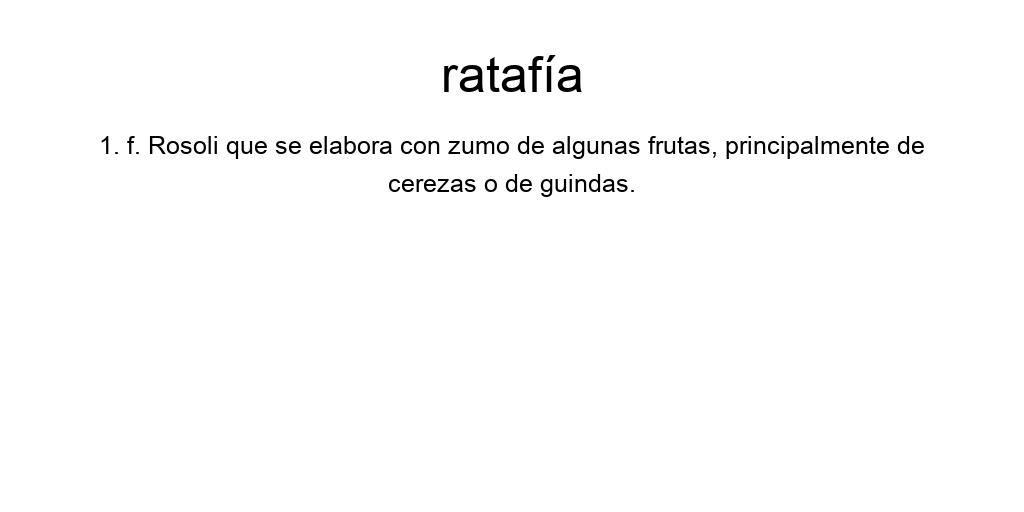 ratafía
1. f. Rosoli que se elabora con zumo de algunas frutas, principalmente de
cerezas o de guindas.